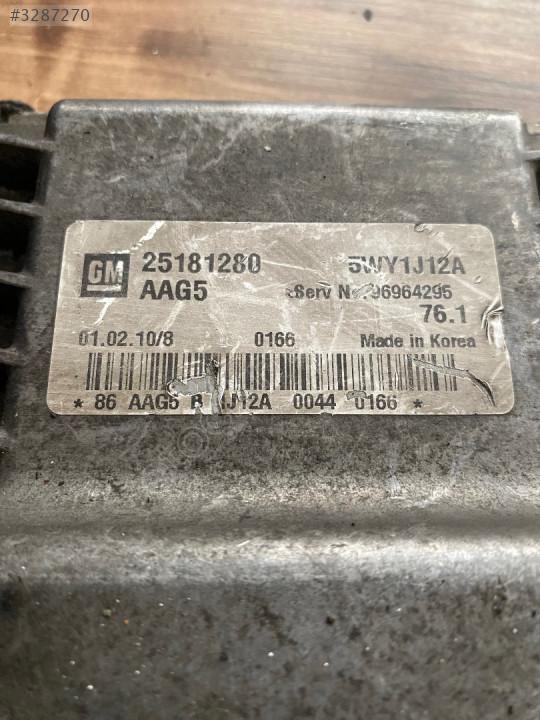 #3287270
GM 25181280 5WY1J12A
AAG5 Serv No. 96964295
76.1
01.02.10/8 0166 Made in Korea
* 86 AAG5 B 1J12A 0044 0166 *